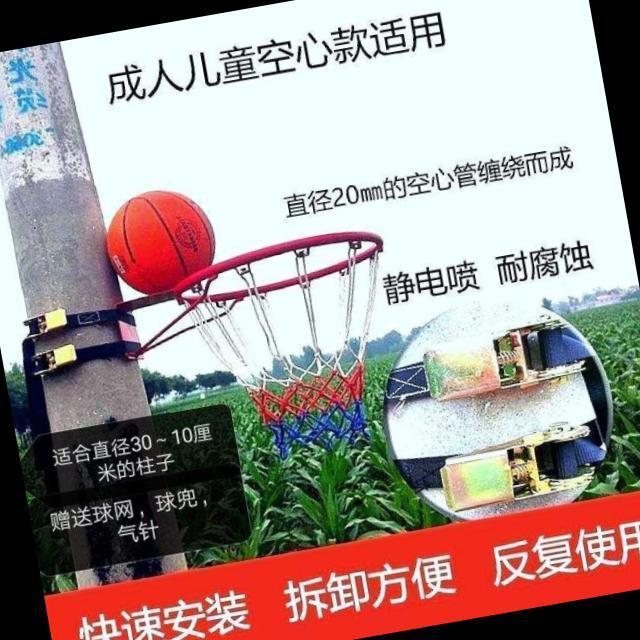 成人儿童空心款适用
直径20mm的空心管缠绕而成
静电喷 耐腐蚀
适合直径30~10厘
米的柱子
赠送球网，球兜，
气针
快速安装 拆卸方便 反复使用